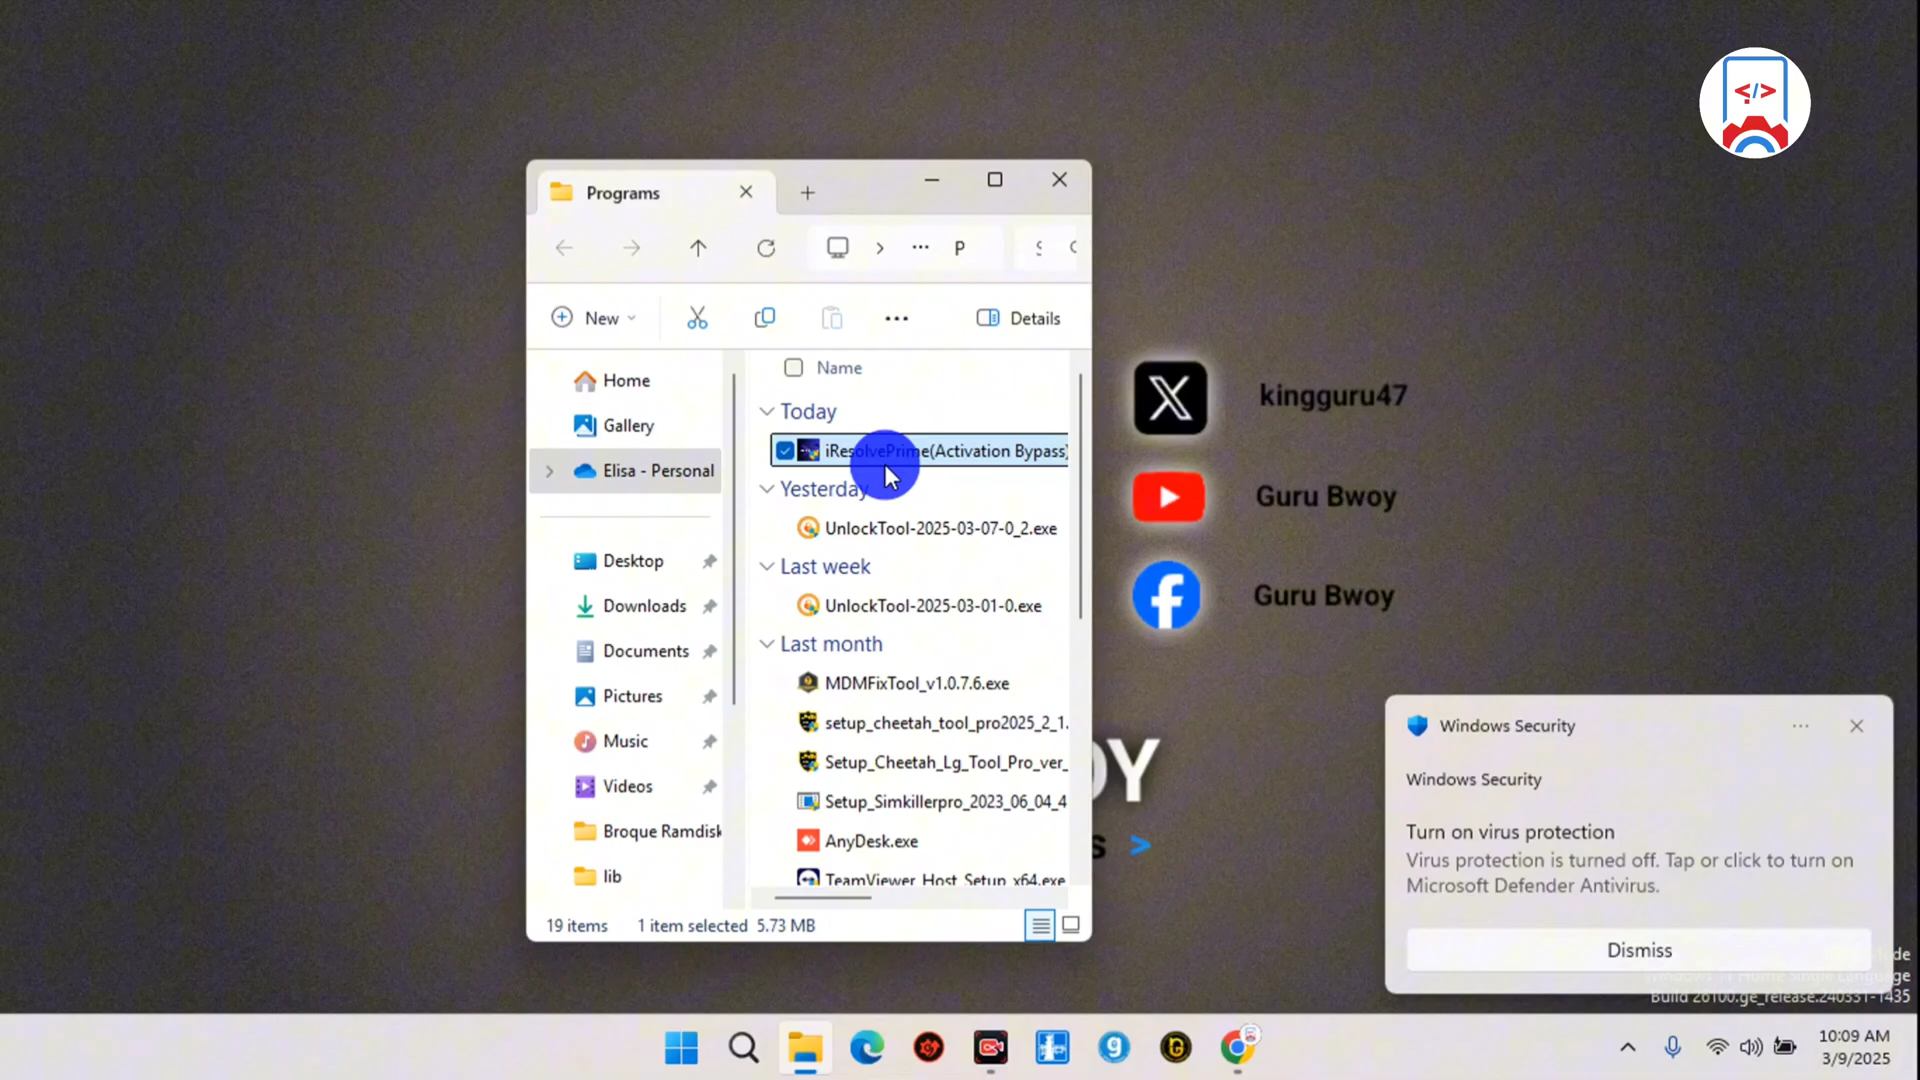 </>
Programs
P
New
Details
Name
Home
Today
Gallery
iResolvePrime(Activation Bypass)
Elisa - Personal
Yesterday
UnlockTool-2025-03-07-0_2.exe
Last week
Desktop
UnlockTool-2025-03-01-0.exe
Downloads
Documents
Last month
Pictures
MDMFixTool_v1.0.7.6.exe
setup_cheetah_tool_pro2025_2_1.
Music
Setup_Cheetah_Lg_Tool_Pro_ver_
Videos
Setup_Simkillerpro_2023_06_04_4
Broque Ramdisk
AnyDesk.exe
lib
TeamViewer_Host_Setup_x64.exe
19 items
1 item selected 5.73 MB
X
kingguru47
Guru Bwoy
f
Guru Bwoy
OY
s >
Windows Security
Windows Security
Turn on virus protection
Virus protection is turned off. Tap or click to turn on
Microsoft Defender Antivirus.
Dismiss
Build 26100.ge_release.240331-1435
10:09 AM
3/9/2025